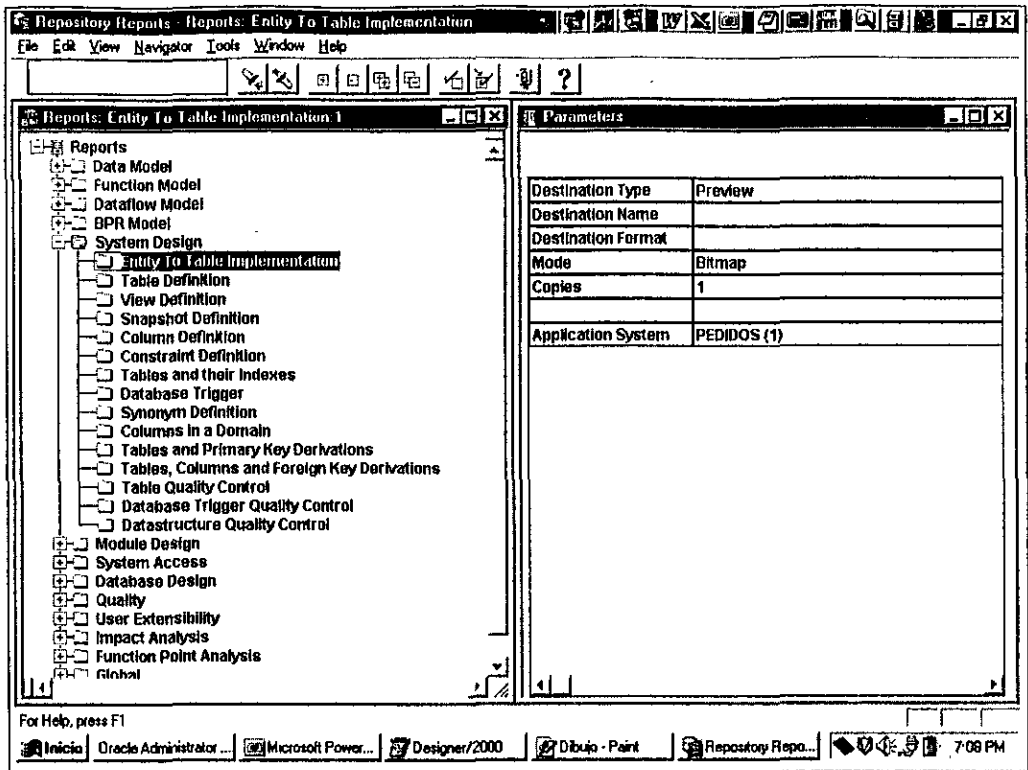 Repository Reports - Reports: Entity To Table Implementation
File Edit View Navigator Tools Window Help
Reports: Entity To Table Implementation:1
Reports
Data Model
Function Model
Dataflow Model
BPR Model
System Design
Entity To Table Implementation
Table Definition
View Definition
Snapshot Definition
Column Definition
Constraint Definition
Tables and their Indexes
Database Trigger
Synonym Definition
Columns in a Domain
Tables and Primary Key Derivations
Tables, Columns and Foreign Key Derivations
Table Quality Control
Database Trigger Quality Control
Datastructure Quality Control
Module Design
System Access
Database Design
Quality
User Extensibility
Impact Analysis
Function Point Analysis
Global
Parameters
Destination Type Preview
Destination Name
Destination Format
Mode Bitmap
Copies 1
Application System PEDIDOS (1)
For Help, press F1
Inicio Oracle Administrator ... Microsoft Power... Designer/2000 Dibujo - Paint Repository Repo... 7:08 PM